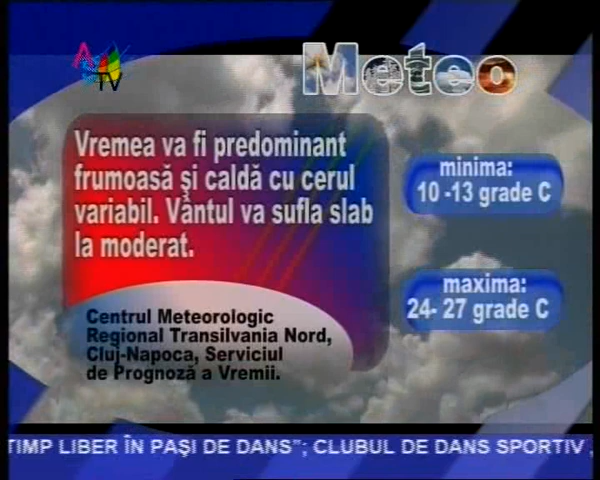 AS
TV
Meteo
Vremea va fi predominant
frumoasă şi caldă cu cerul
variabil. Vântul va sufla slab
la moderat.
minima:
10 -13 grade C
maxima:
24- 27 grade C
Centrul Meteorologic
Regional Transilvania Nord,
Cluj-Napoca, Serviciul
de Prognoză a Vremii.
TIMP LIBER ÎN PAŞI DE DANS”; CLUBUL DE DANS SPORTIV „